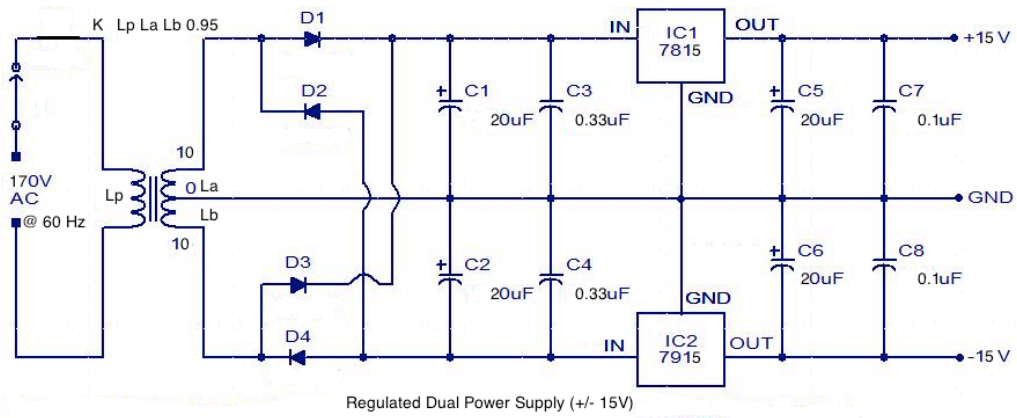 K Lp La Lb 0.95
D1
IN
IC1
7815
OUT
+15 V
D2
+
C1
20uF
C3
0.33uF
GND
+
C5
20uF
C7
0.1uF
10
170V
AC
@ 60 Hz
Lp
0 La
Lb
10
GND
D3
+
C2
20uF
C4
0.33uF
GND
+
C6
20uF
C8
0.1uF
D4
IN
IC2
7915
OUT
-15 V
Regulated Dual Power Supply (+/- 15V)